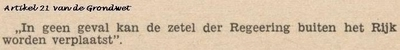 Artikel 21 van de Grondwet
„In geen geval kan de zetel der Regeering buiten het Rijk
worden verplaatst”.